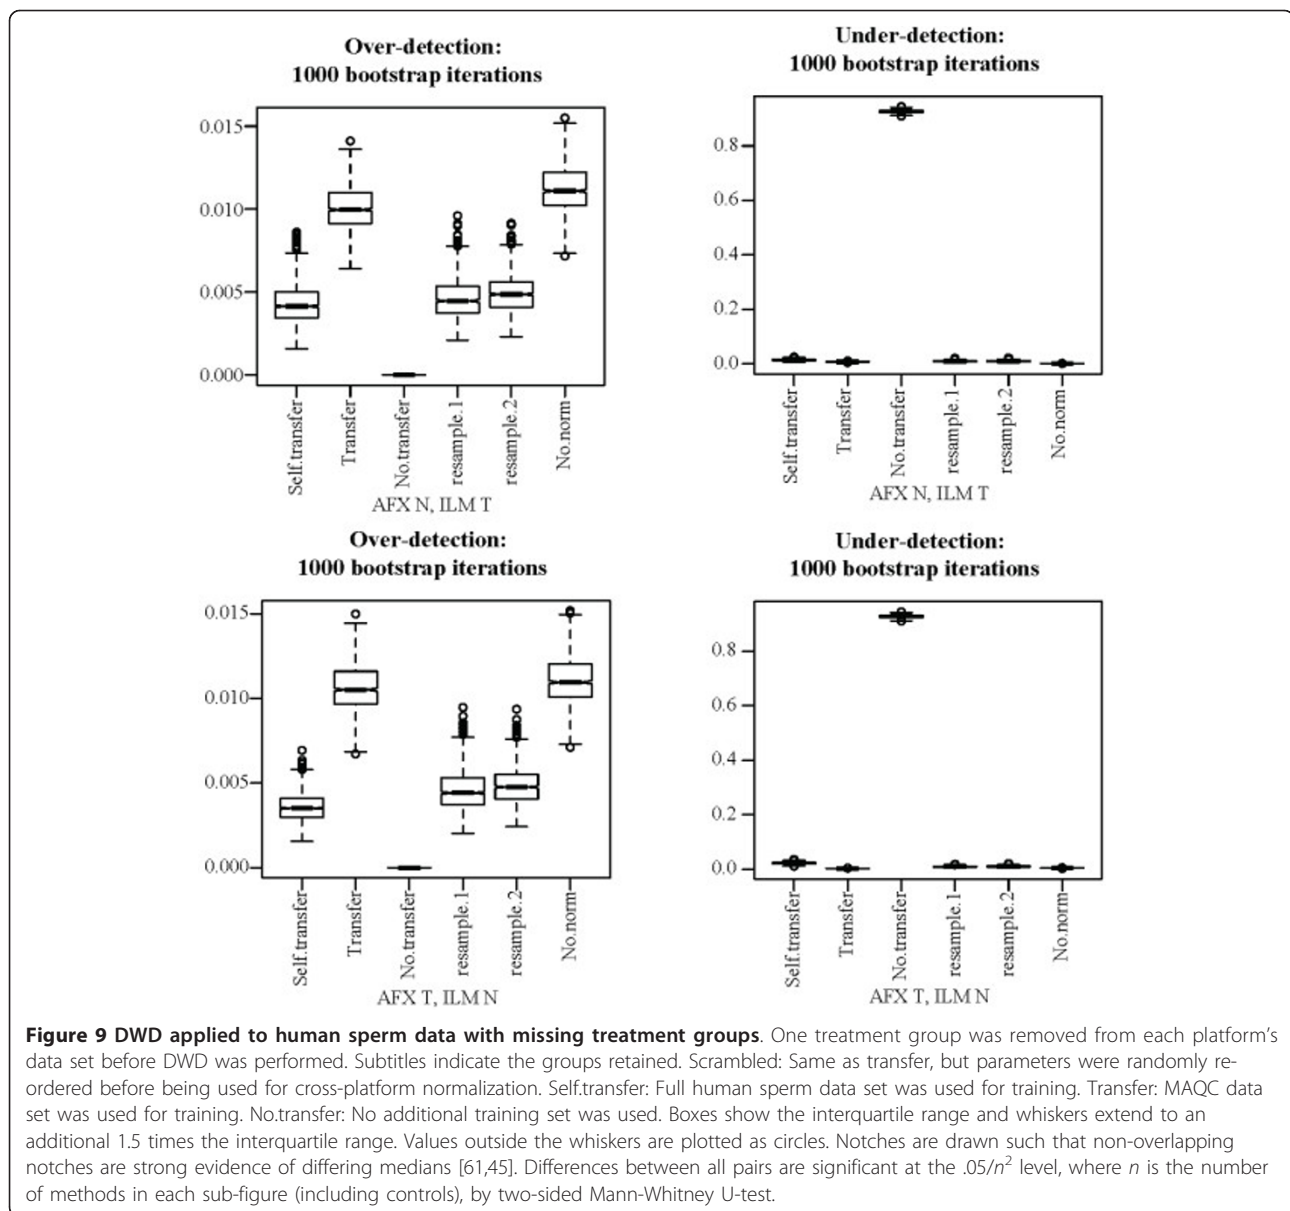 Over-detection:
1000 bootstrap iterations
0.015
0.010
0.005
0.000
Self.transfer
Transfer
No.transfer
resample.1
resample.2
No.norm
AFX N, ILM T
Under-detection:
1000 bootstrap iterations
0.8
0.6
0.4
0.2
0.0
Self.transfer
Transfer
No.transfer
resample.1
resample.2
No.norm
AFX N, ILM T
Over-detection:
1000 bootstrap iterations
0.015
0.010
0.005
0.000
Self.transfer
Transfer
No.transfer
resample.1
resample.2
No.norm
AFX T, ILM N
Under-detection:
1000 bootstrap iterations
0.8
0.6
0.4
0.2
0.0
Self.transfer
Transfer
No.transfer
resample.1
resample.2
No.norm
AFX T, ILM N
Figure 9 DWD applied to human sperm data with missing treatment groups. One treatment group was removed from each platform's
data set before DWD was performed. Subtitles indicate the groups retained. Scrambled: Same as transfer, but parameters were randomly re-
ordered before being used for cross-platform normalization. Self.transfer: Full human sperm data set was used for training. Transfer: MAQC data
set was used for training. No.transfer: No additional training set was used. Boxes show the interquartile range and whiskers extend to an
additional 1.5 times the interquartile range. Values outside the whiskers are plotted as circles. Notches are drawn such that non-overlapping
notches are strong evidence of differing medians [61,45]. Differences between all pairs are significant at the .05/n² level, where n is the number
of methods in each sub-figure (including controls), by two-sided Mann-Whitney U-test.